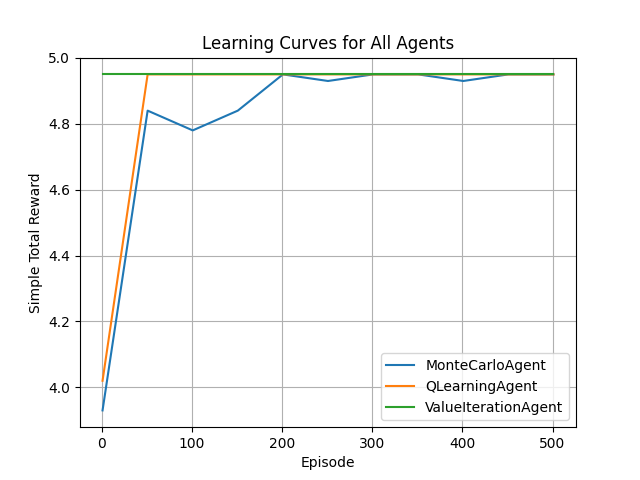 Learning Curves for All Agents
5.0
4.8
4.6
4.4
4.2
4.0
Simple Total Reward
0 100 200 300 400 500
Episode
MonteCarloAgent
QLearningAgent
ValueIterationAgent